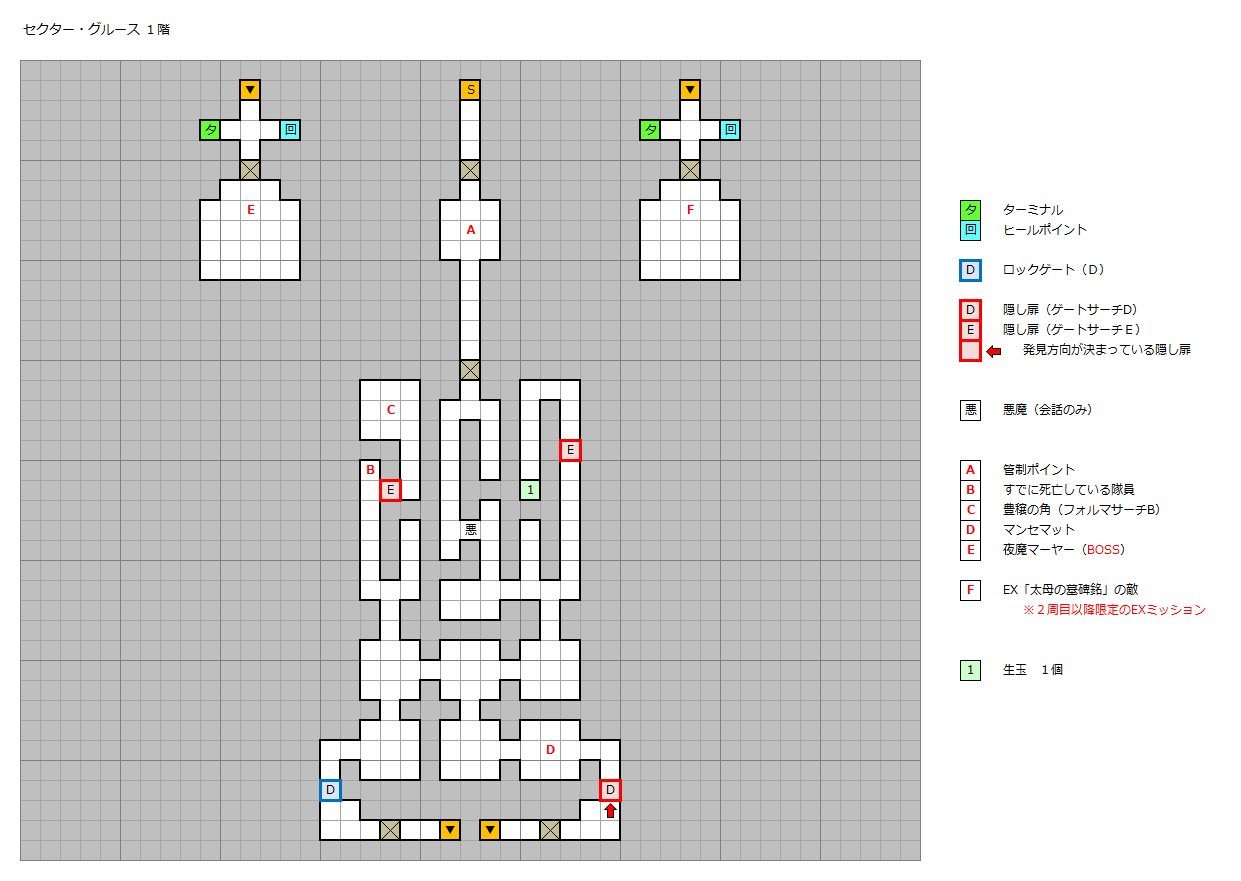 セクター・グルース １階
▼
S
▼
タ
回
タ
回
E
A
F
C
E
B
E
1
悪
D
D
D
▼
▼
タ ターミナル
回 ヒールポイント
D ロックゲート（D）
D 隠し扉（ゲートサーチD）
E 隠し扉（ゲートサーチＥ）
発見方向が決まっている隠し扉
悪 悪魔（会話のみ）
A 管制ポイント
B すでに死亡している隊員
C 豊穣の角（フォルマサーチB）
D マンセマット
E 夜魔マーヤー（BOSS）
F EX「太母の墓碑銘」の敵
※２周目以降限定のEXミッション
1 生玉　１個